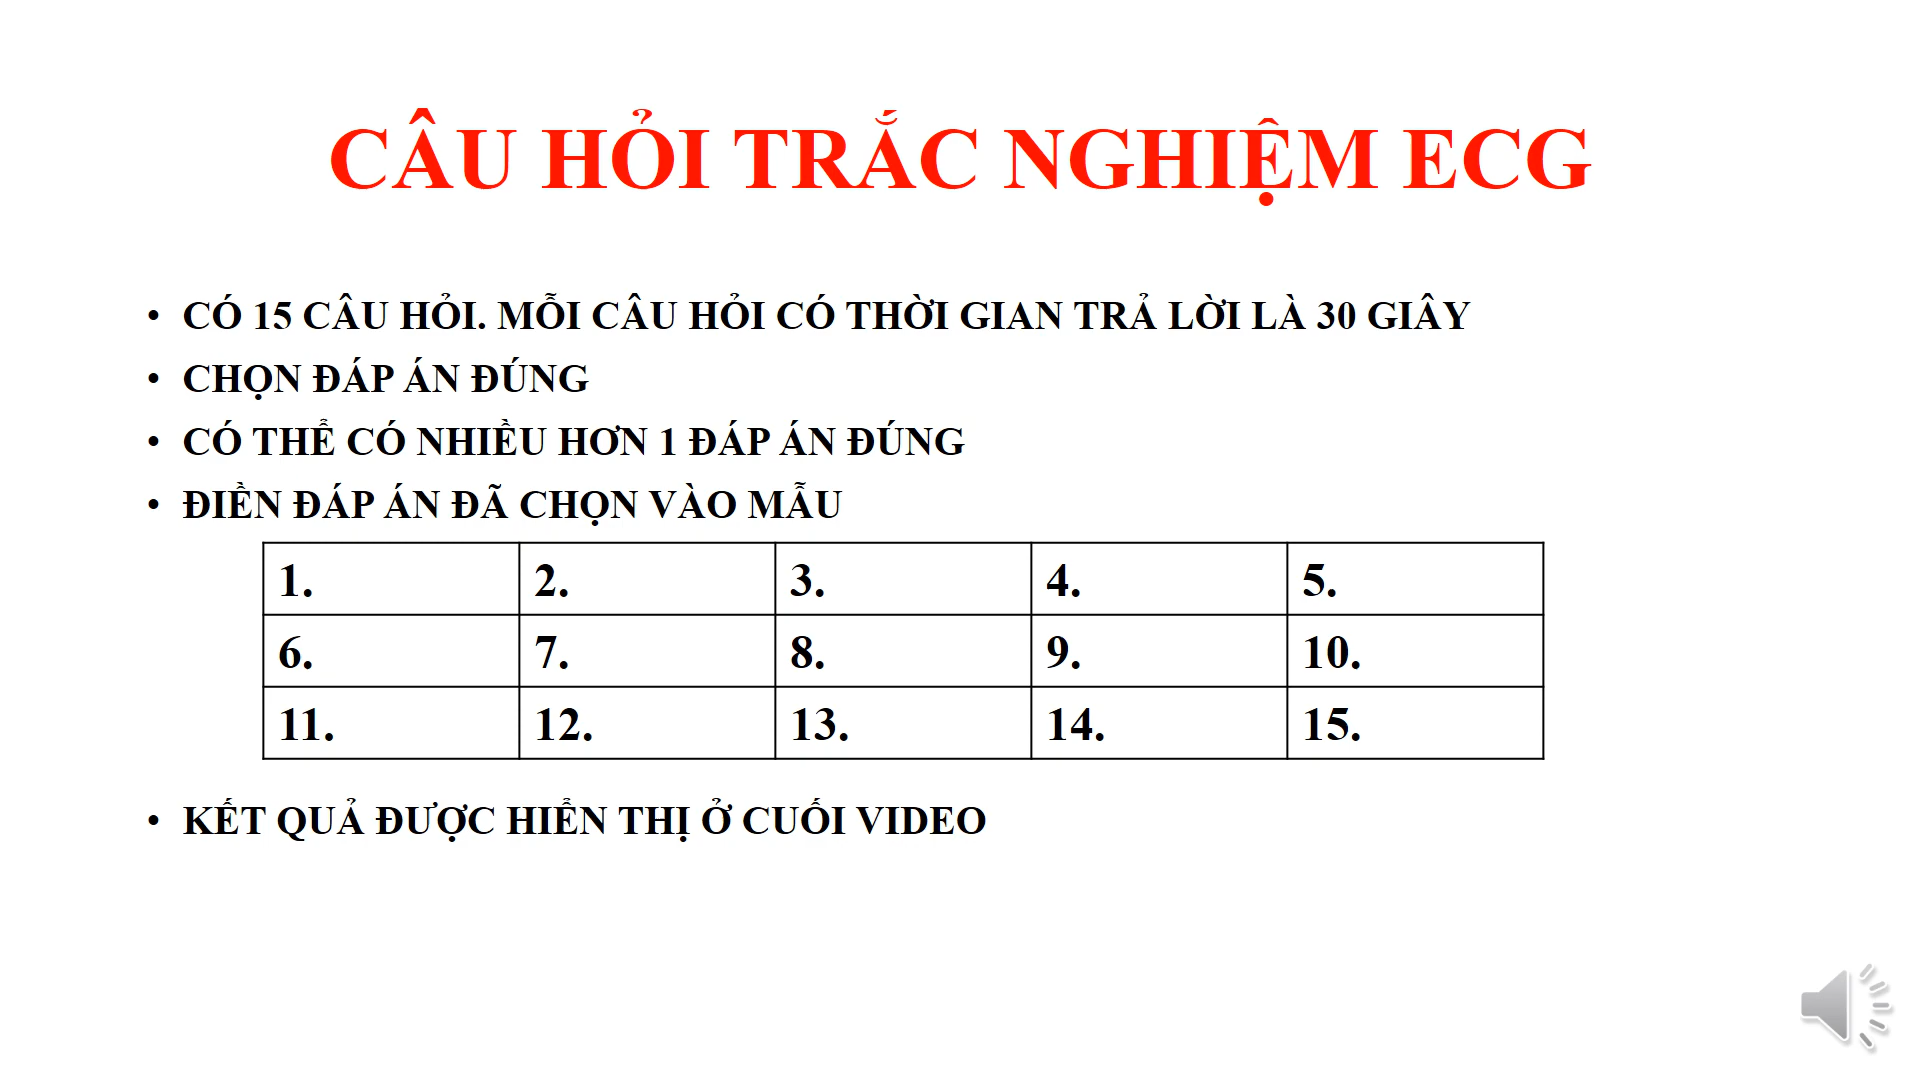 CÂU HỎI TRẮC NGHIỆM ECG
• CÓ 15 CÂU HỎI. MỖI CÂU HỎI CÓ THỜI GIAN TRẢ LỜI LÀ 30 GIÂY
• CHỌN ĐÁP ÁN ĐÚNG
• CÓ THỂ CÓ NHIỀU HƠN 1 ĐÁP ÁN ĐÚNG
• ĐIỀN ĐÁP ÁN ĐÃ CHỌN VÀO MẪU
1. 2. 3. 4. 5.
6. 7. 8. 9. 10.
11. 12. 13. 14. 15.
• KẾT QUẢ ĐƯỢC HIỂN THỊ Ở CUỐI VIDEO